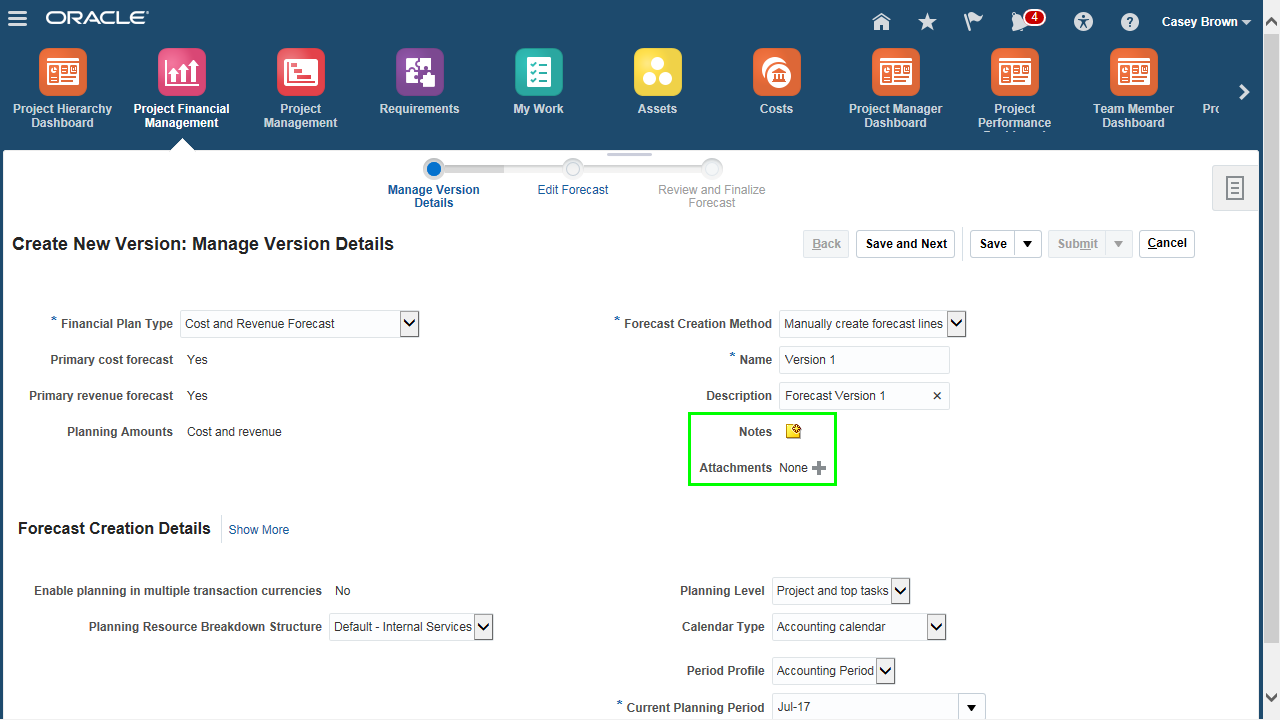 ORACLE
4
Casey Brown
Project Hierarchy
Dashboard
Project Financial
Management
Project
Management
Requirements
My Work
Assets
Costs
Project Manager
Dashboard
Project
Performance
Team Member
Dashboard
Pro
Manage Version
Details
Edit Forecast
Review and Finalize
Forecast
Create New Version: Manage Version Details
Back
Save and Next
Save
Submit
Cancel
* Financial Plan Type Cost and Revenue Forecast
* Forecast Creation Method Manually create forecast lines
Primary cost forecast Yes
* Name Version 1
Primary revenue forecast Yes
Description Forecast Version 1
Planning Amounts Cost and revenue
Notes
Attachments None
Forecast Creation Details Show More
Enable planning in multiple transaction currencies No
Planning Level Project and top tasks
Planning Resource Breakdown Structure Default - Internal Services
Calendar Type Accounting calendar
Period Profile Accounting Period
* Current Planning Period Jul-17